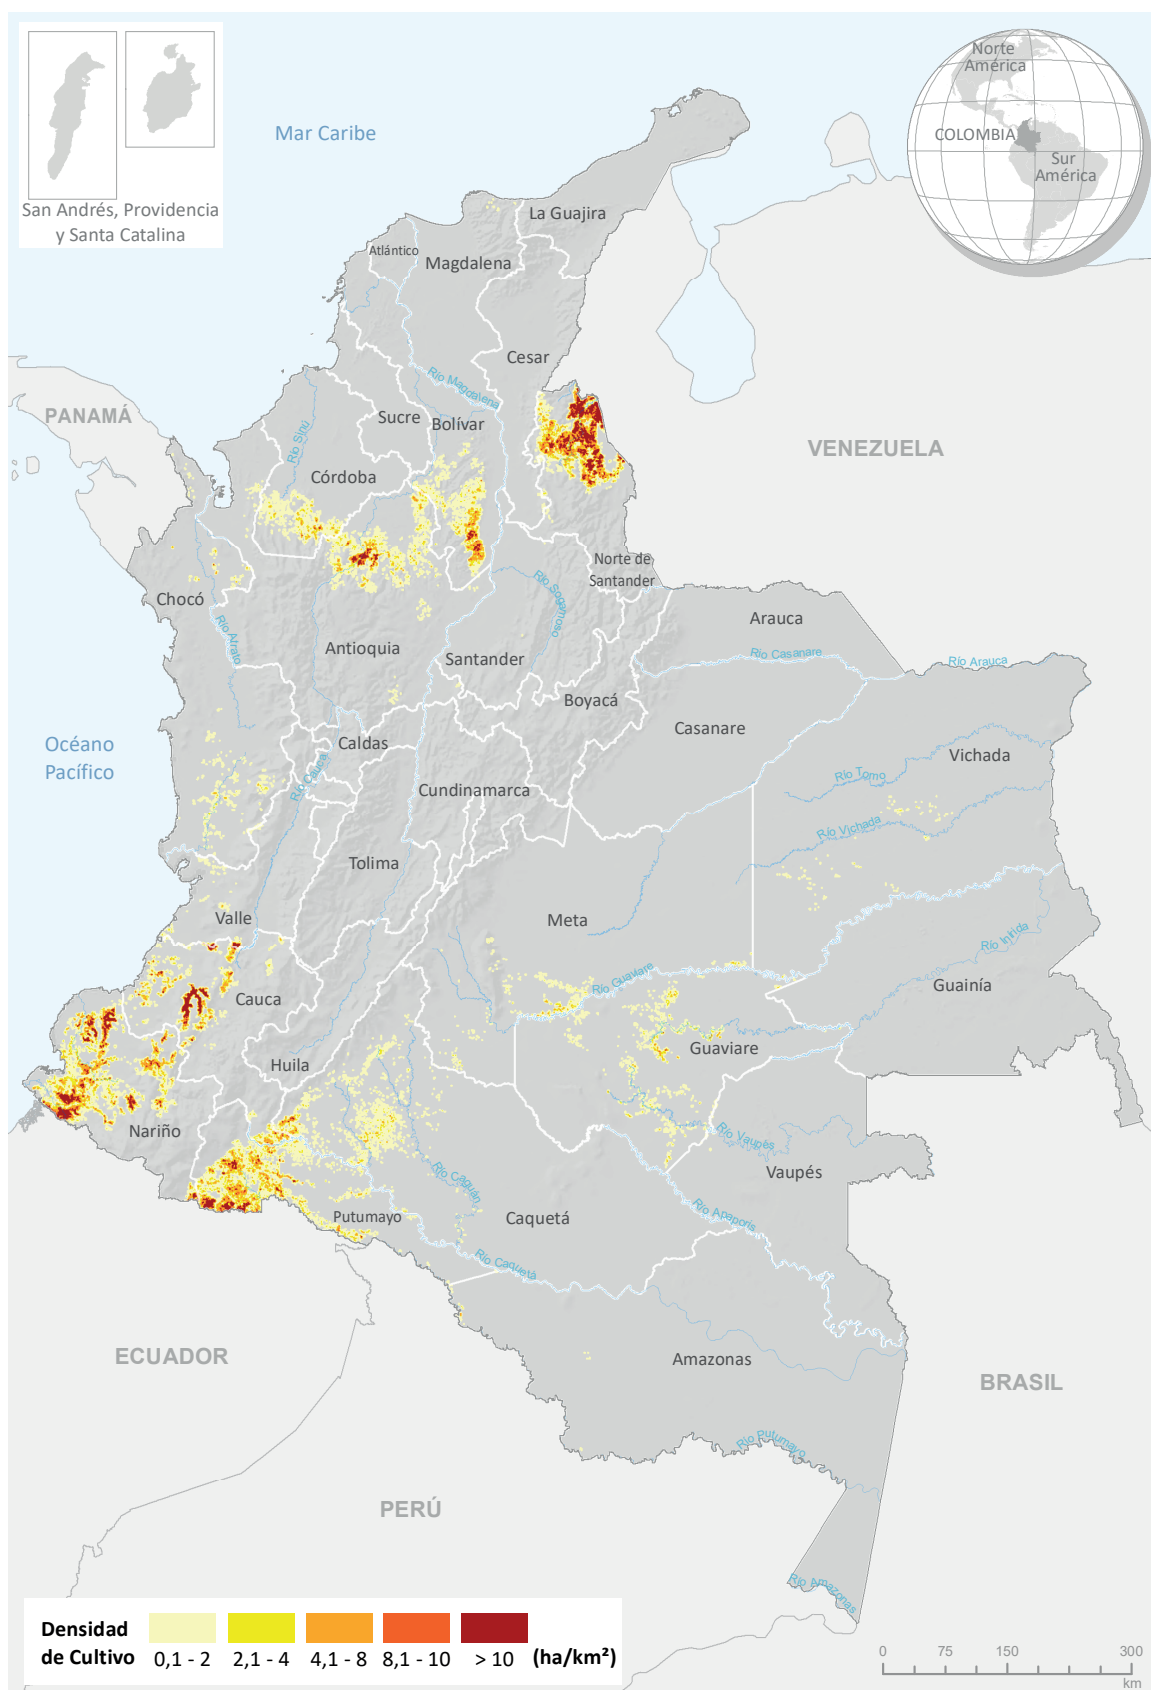 Norte
América
COLOMBIA
Sur
América
Mar Caribe
San Andrés, Providencia
y Santa Catalina
La Guajira
Atlántico
Magdalena
Cesar
Río Magdalena
PANAMÁ
Sucre
Bolívar
Río Sinú
VENEZUELA
Córdoba
Norte de
Santander
Chocó
Río Sogamoso
Arauca
Río Atrato
Antioquia
Santander
Río Casanare
Río Arauca
Boyacá
Casanare
Océano
Pacífico
Caldas
Vichada
Río Tomo
Río Cauca
Cundinamarca
Río Vichada
Tolima
Valle
Meta
Río Inírida
Río Guaviare
Guainía
Cauca
Guaviare
Huila
Nariño
Río Vaupés
Vaupés
Río Caguán
Putumayo
Caquetá
Río Apaporis
Río Caquetá
ECUADOR
Amazonas
BRASIL
Río Putumayo
PERÚ
Río Amazonas
Densidad
de Cultivo
0,1 - 2
2,1 - 4
4,1 - 8
8,1 - 10
> 10
(ha/km²)
0 75 150 300
km